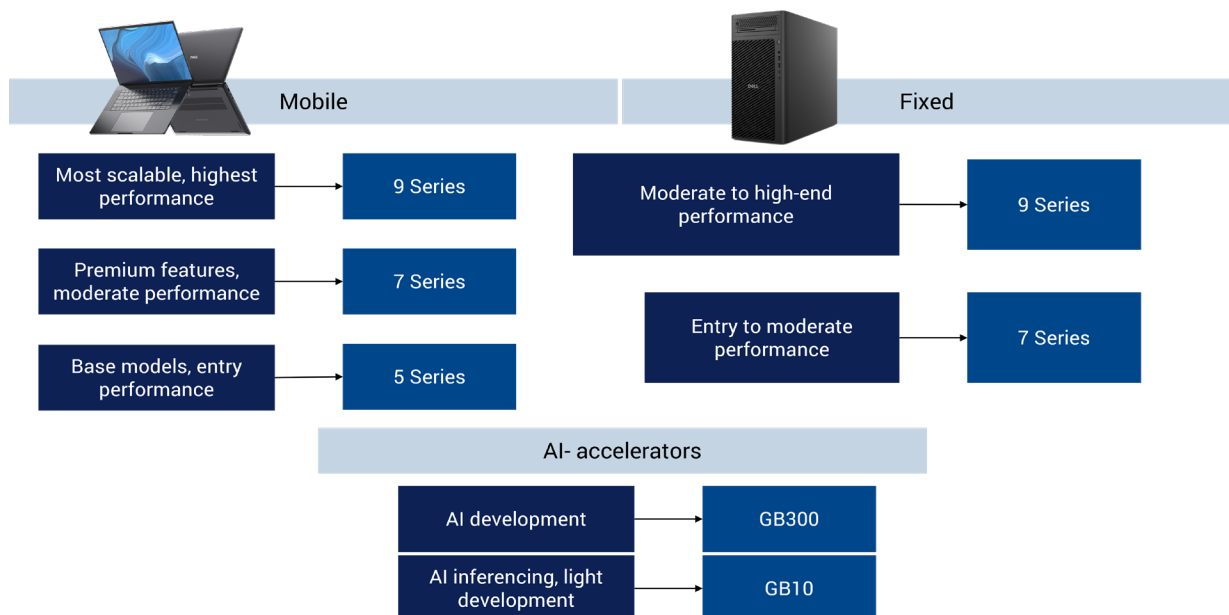 Mobile
Most scalable, highest
performance
9 Series
Premium features,
moderate performance
7 Series
Base models, entry
performance
5 Series
DELL
Fixed
Moderate to high-end
performance
9 Series
Entry to moderate
performance
7 Series
AI- accelerators
AI development
GB300
AI inferencing, light
development
GB10